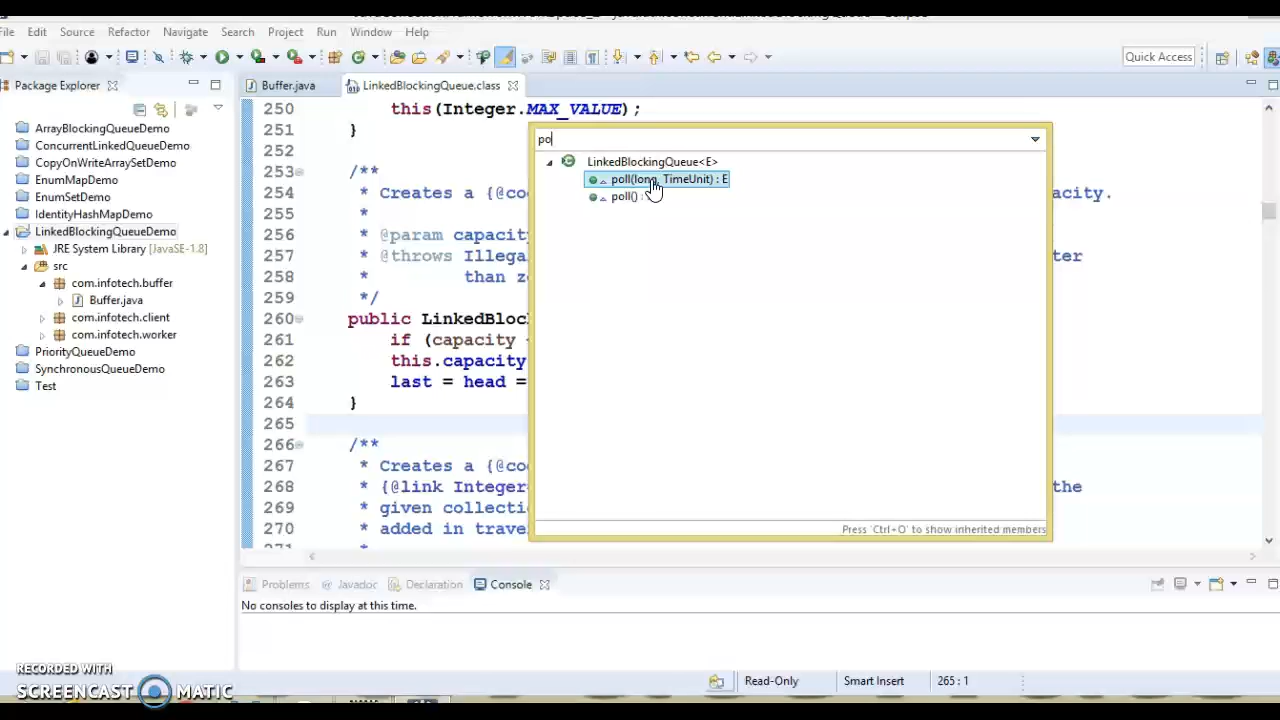 File Edit Source Refactor Navigate Search Project Run Window Help
Quick Access
Package Explorer
Buffer.java
LinkedBlockingQueue.class
ArrayBlockingQueueDemo
ConcurrentLinkedQueueDemo
CopyOnWriteArraySetDemo
EnumMapDemo
EnumSetDemo
IdentityHashMapDemo
LinkedBlockingQueueDemo
JRE System Library [JavaSE-1.8]
src
com.infotech.buffer
Buffer.java
com.infotech.client
com.infotech.worker
PriorityQueueDemo
SynchronousQueueDemo
Test
250 this(Integer.MAX_VALUE);
251 }
252
253 /**
254 * Creates a {@co acity.
255 *
256 * @param capacity
257 * @throws Illega ter
258 * than z
259 */
260 public LinkedBlock
261 if (capacity
262 this.capacity
263 last = head =
264 }
265
266 /**
267 * Creates a {@co
268 * {@link Integer the
269 * given collecti
270 * added in trave
271 *
po
LinkedBlockingQueue<E>
poll(long, TimeUnit) : E
poll() :
Press 'Ctrl+O' to show inherited members
Problems @ Javadoc Declaration Console
No consoles to display at this time.
Read-Only Smart Insert 265 : 1
RECORDED WITH
SCREENCAST MATIC